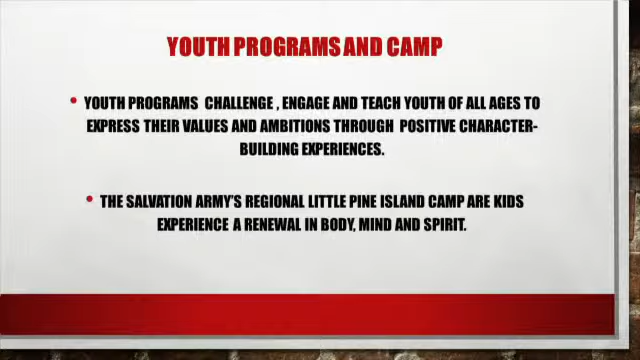 YOUTH PROGRAMS AND CAMP
• YOUTH PROGRAMS CHALLENGE , ENGAGE AND TEACH YOUTH OF ALL AGES TO
EXPRESS THEIR VALUES AND AMBITIONS THROUGH POSITIVE CHARACTER-
BUILDING EXPERIENCES.
• THE SALVATION ARMY'S REGIONAL LITTLE PINE ISLAND CAMP ARE KIDS
EXPERIENCE A RENEWAL IN BODY, MIND AND SPIRIT.